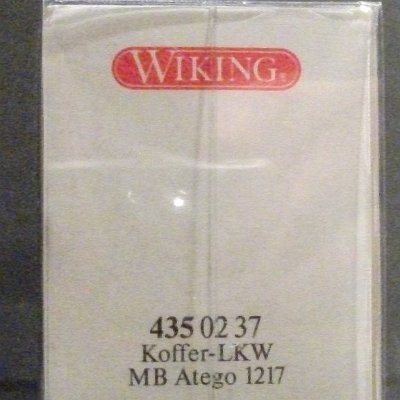 WIKING®
435 02 37
Koffer-LKW
MB Atego 1217